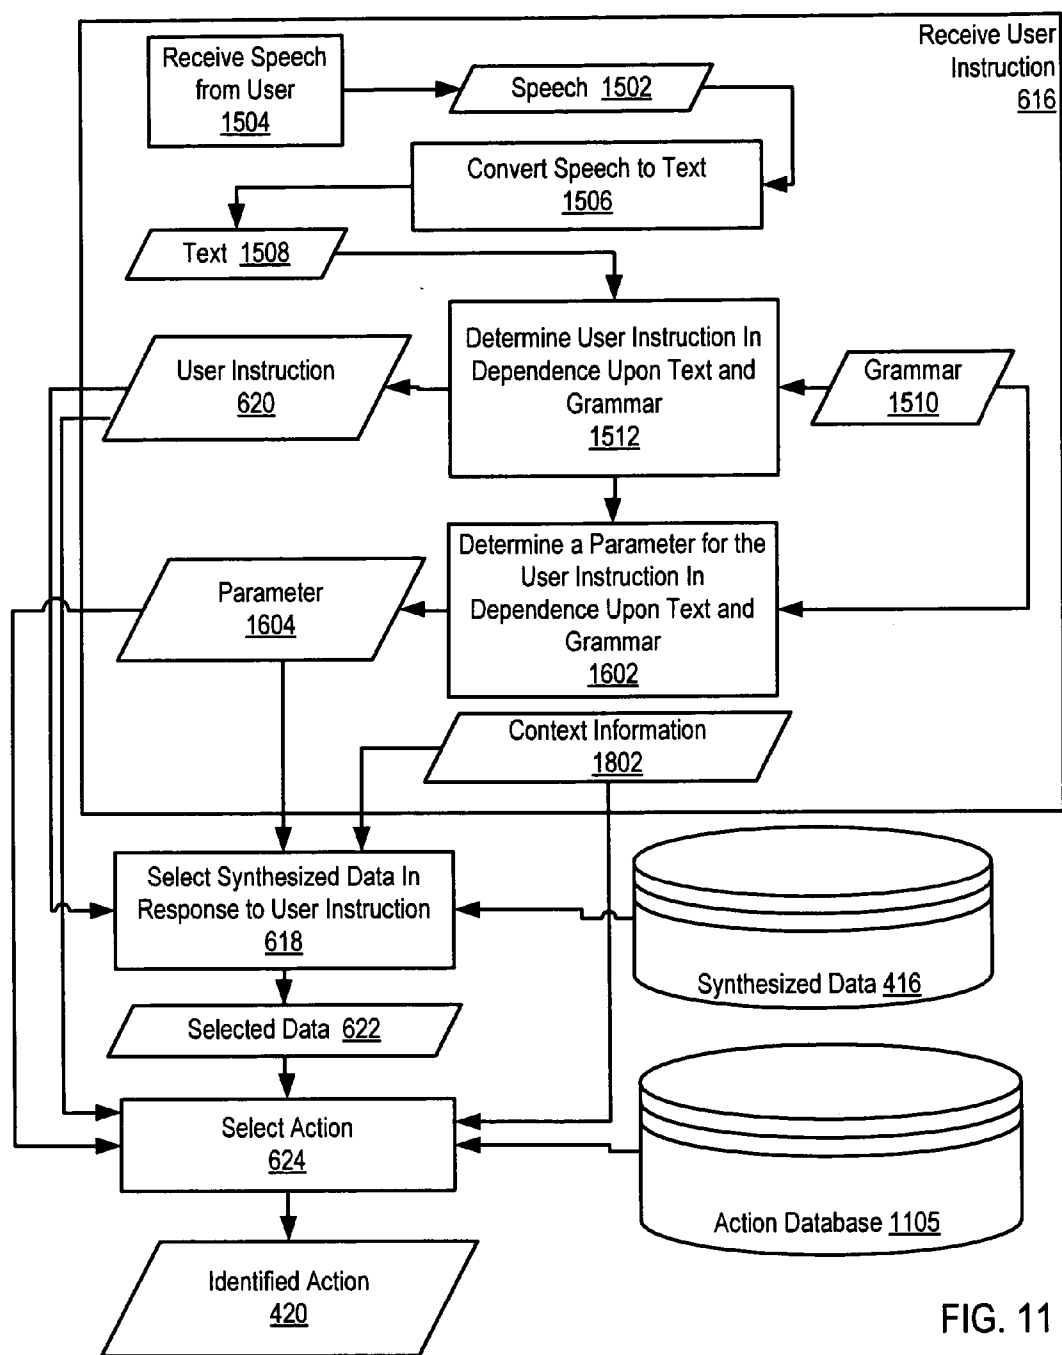 Receive User
Instruction
616
Receive Speech
from User
1504
Speech 1502
Convert Speech to Text
1506
Text 1508
Determine User Instruction In
Dependence Upon Text and
Grammar
1512
User Instruction
620
Grammar
1510
Determine a Parameter for the
User Instruction In
Dependence Upon Text and
Grammar
1602
Parameter
1604
Context Information
1802
Select Synthesized Data In
Response to User Instruction
618
Synthesized Data 416
Selected Data 622
Select Action
624
Action Database 1105
Identified Action
420
FIG. 11